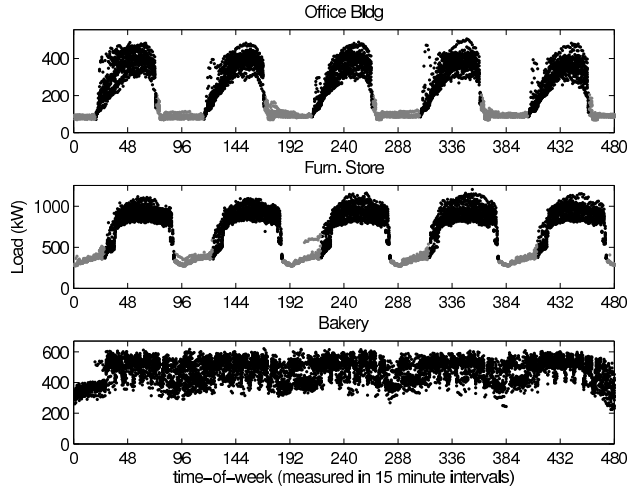 Office Bldg
400
200
0
0 48 96 144 192 240 288 336 384 432 480
Furn. Store
1000
500
0
0 48 96 144 192 240 288 336 384 432 480
Load (kW)
Bakery
600
400
200
0
0 48 96 144 192 240 288 336 384 432 480
time-of-week (measured in 15 minute intervals)